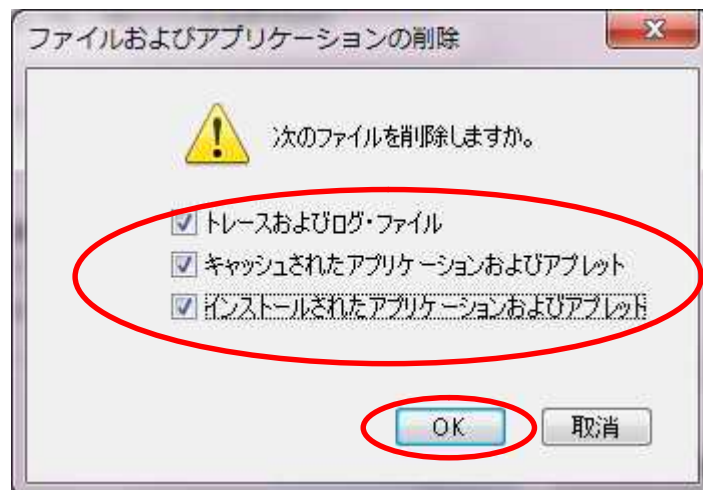 ファイルおよびアプリケーションの削除
次のファイルを削除しますか。
トレースおよびログ・ファイル
キャッシュされたアプリケーションおよびアプレット
インストールされたアプリケーションおよびアプレット
OK 取消